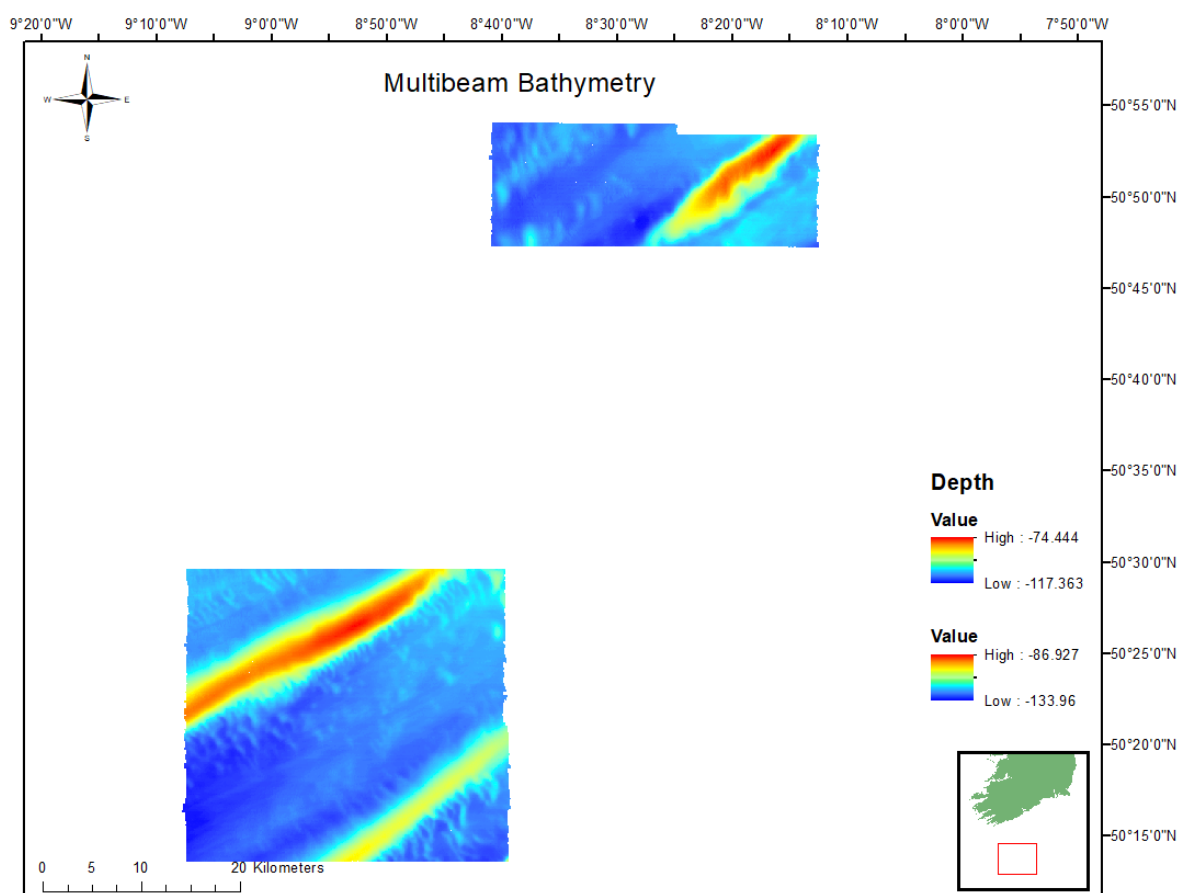 9°20'0"W 9°10'0"W 9°0'0"W 8°50'0"W 8°40'0"W 8°30'0"W 8°20'0"W 8°10'0"W 8°0'0"W 7°50'0"W
N
W E
S
Multibeam Bathymetry
50°55'0"N
50°50'0"N
50°45'0"N
50°40'0"N
50°35'0"N
Depth
Value
High : -74.444
Low : -117.363
50°30'0"N
Value
High : -86.927
Low : -133.96
50°25'0"N
50°20'0"N
50°15'0"N
0 5 10 20 Kilometers